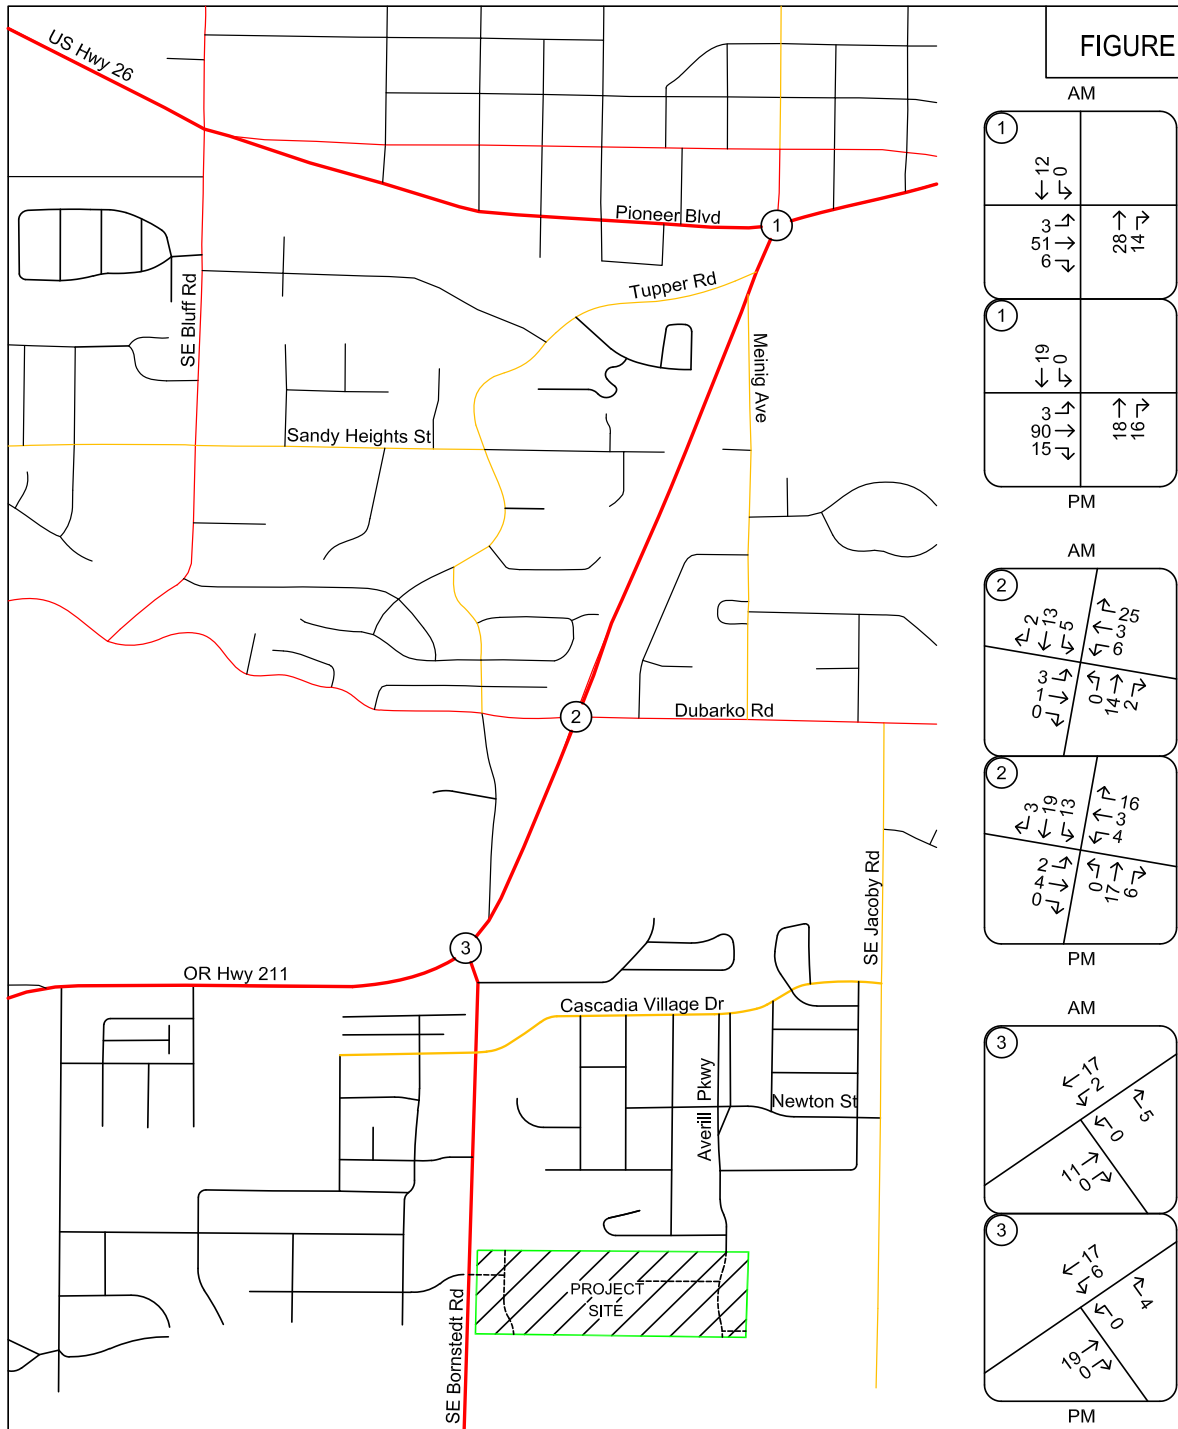 FIGURE
US Hwy 26
Pioneer Blvd
1
Tupper Rd
SE Bluff Rd
Meinig Ave
Sandy Heights St
2
Dubarko Rd
SE Jacoby Rd
3
OR Hwy 211
Cascadia Village Dr
Averill Pkwy
Newton St
PROJECT
SITE
SE Bornstedt Rd
AM
1
12
0
3
51
6
28
14
1
19
0
3
90
15
18
16
PM
AM
2
2
13
5
25
3
6
3
1
0
0
14
2
2
3
19
13
16
3
4
2
4
0
0
17
6
PM
AM
3
17
2
5
0
11
0
3
17
6
4
0
19
0
PM